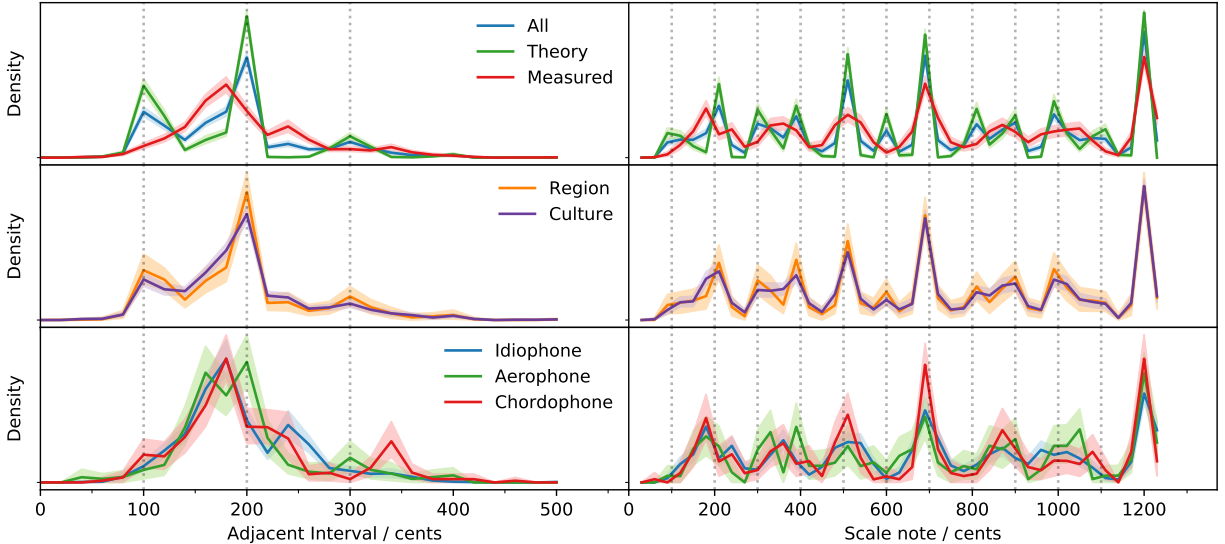 Density
All
Theory
Measured
Density
Region
Culture
Density
Idiophone
Aerophone
Chordophone
0 100 200 300 400 500
200 400 600 800 1000 1200
Adjacent Interval / cents
Scale note / cents